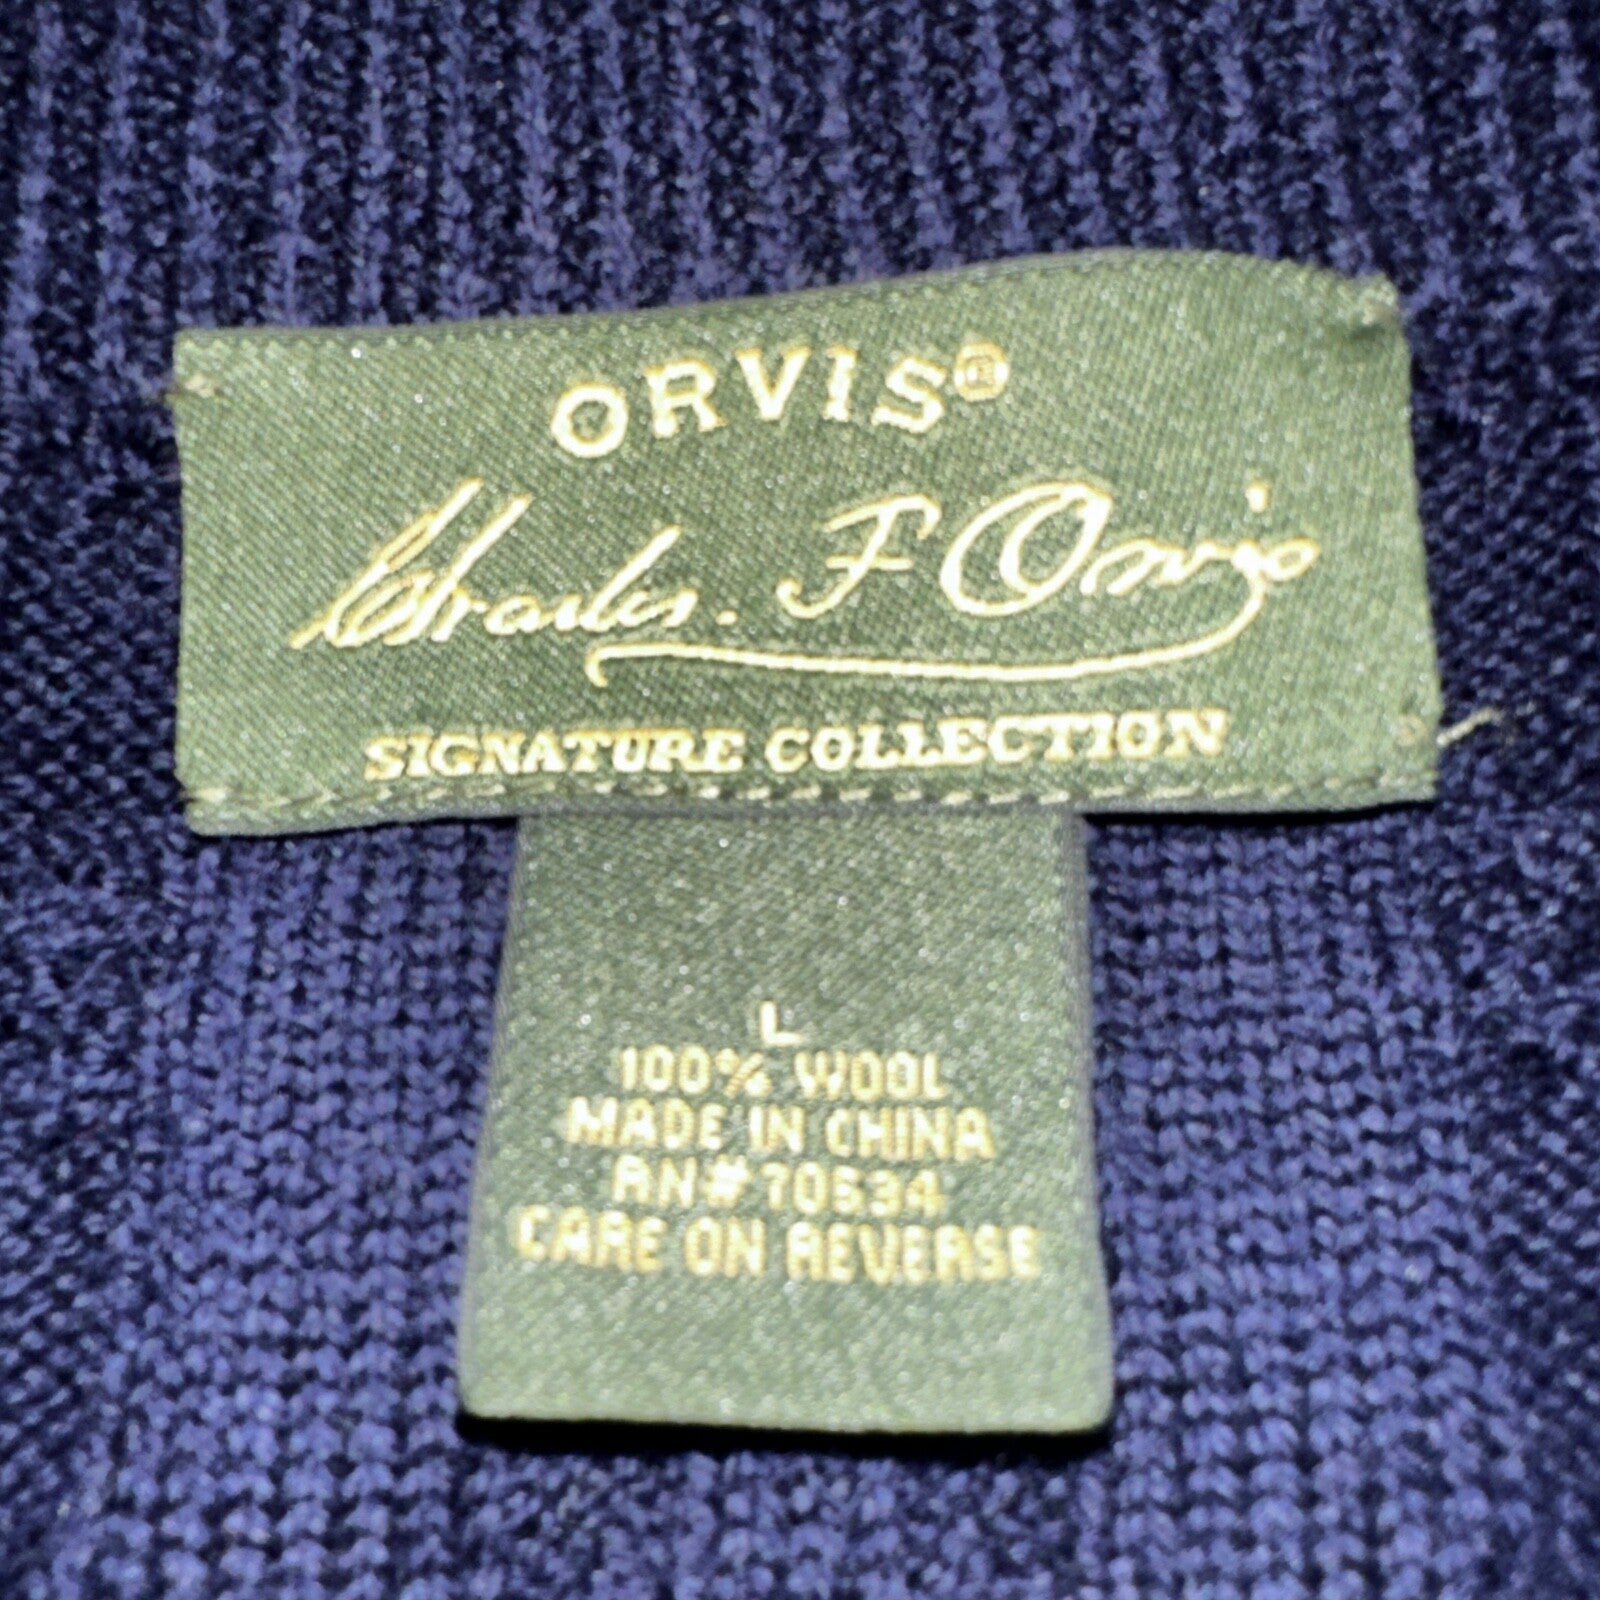 ORVIS®
Charles. F Orvis
SIGNATURE COLLECTION
L
100% WOOL
MADE IN CHINA
RN# 70534
CARE ON REVERSE